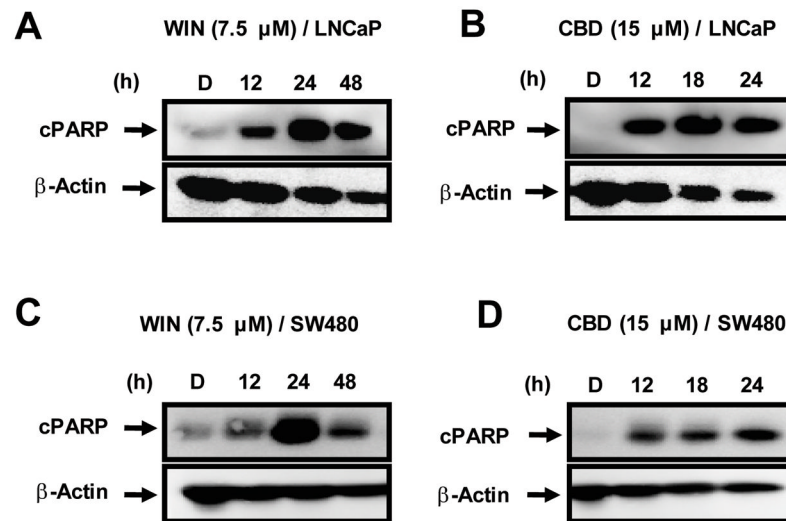 A
WIN (7.5 µM) / LNCaP
(h) D 12 24 48
cPARP
β-Actin
B
CBD (15 µM) / LNCaP
(h) D 12 18 24
cPARP
β-Actin
C
WIN (7.5 µM) / SW480
(h) D 12 24 48
cPARP
β-Actin
D
CBD (15 µM) / SW480
(h) D 12 18 24
cPARP
β-Actin